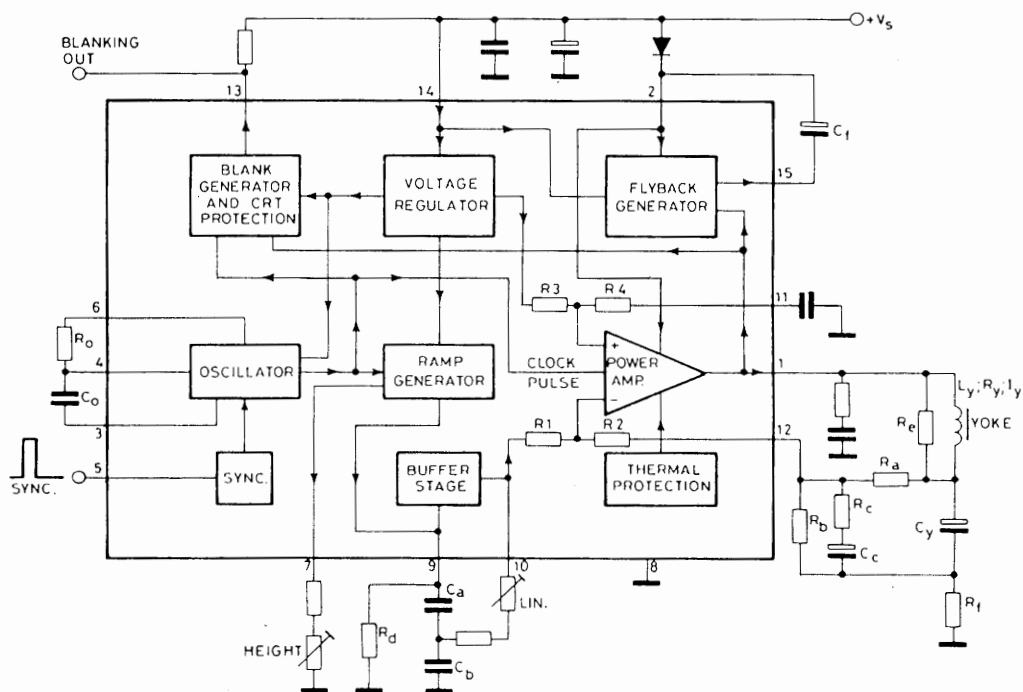 +Vs
BLANKING
OUT
13
14
2
Cf
15
BLANK
GENERATOR
AND CRT
PROTECTION
VOLTAGE
REGULATOR
FLYBACK
GENERATOR
R3
R4
11
6
Ro
4
Co
3
OSCILLATOR
RAMP
GENERATOR
CLOCK
PULSE
+
POWER
AMP.
−
1
Ly;Ry;Iy
YOKE
Re
R1
R2
12
Ra
SYNC.
5
SYNC.
BUFFER
STAGE
THERMAL
PROTECTION
Rb
Rc
Cc
Cy
7
9
10
8
Ca
LIN.
Rf
HEIGHT
Rd
Cb